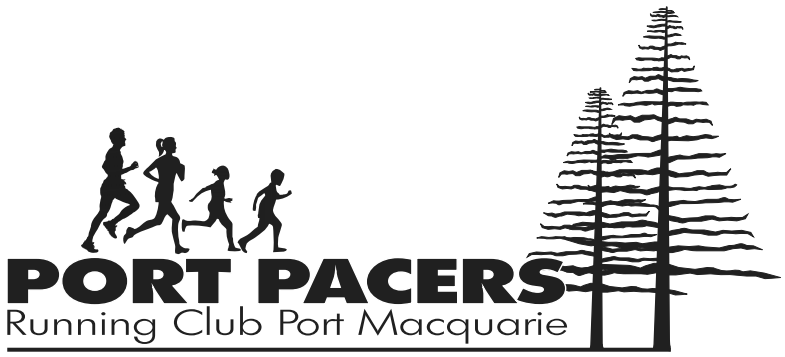 PORT PACERS
Running Club Port Macquarie